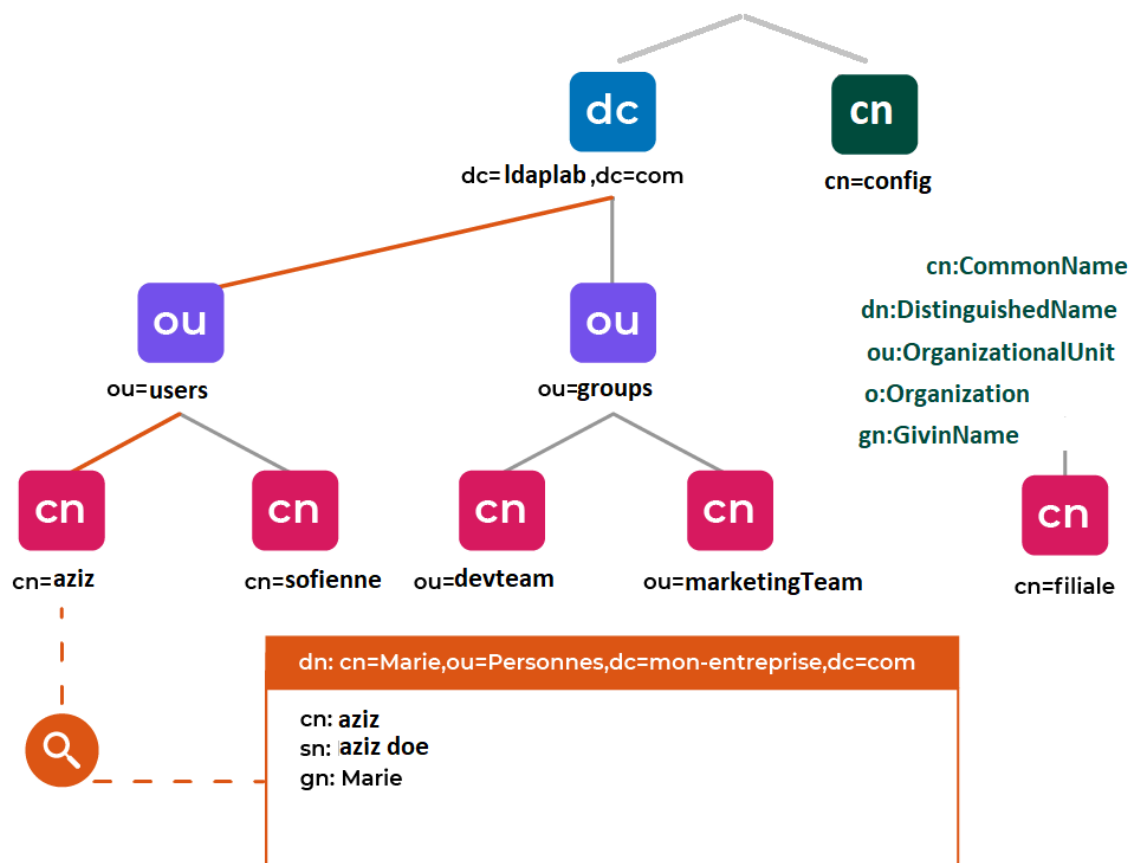 dc
cn
dc=ldaplab,dc=com
cn=config
cn:CommonName
dn:DistinguishedName
ou:OrganizationalUnit
o:Organization
gn:GivinName
ou
ou
ou=users
ou=groups
cn
cn
cn
cn
cn
cn=aziz
cn=sofienne
ou=devteam
ou=marketingTeam
cn=filiale
dn: cn=Marie,ou=Personnes,dc=mon-entreprise,dc=com
cn: aziz
sn: aziz doe
gn: Marie